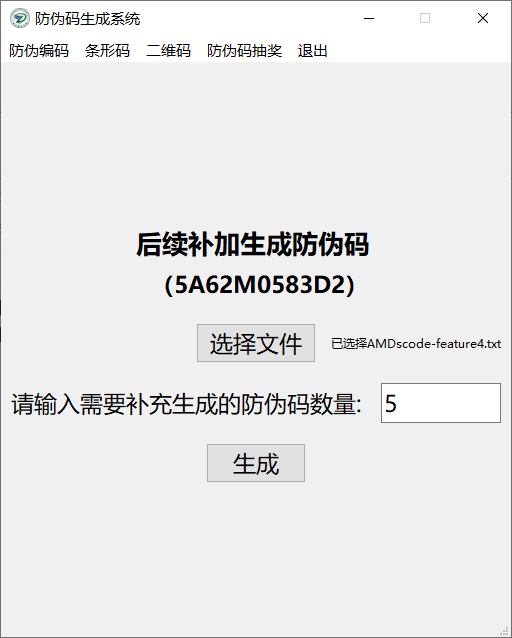 防伪码生成系统
防伪编码 条形码 二维码 防伪码抽奖 退出
后续补加生成防伪码
（5A62M0583D2）
选择文件 已选择AMDscode-feature4.txt
请输入需要补充生成的防伪码数量: 5
生成